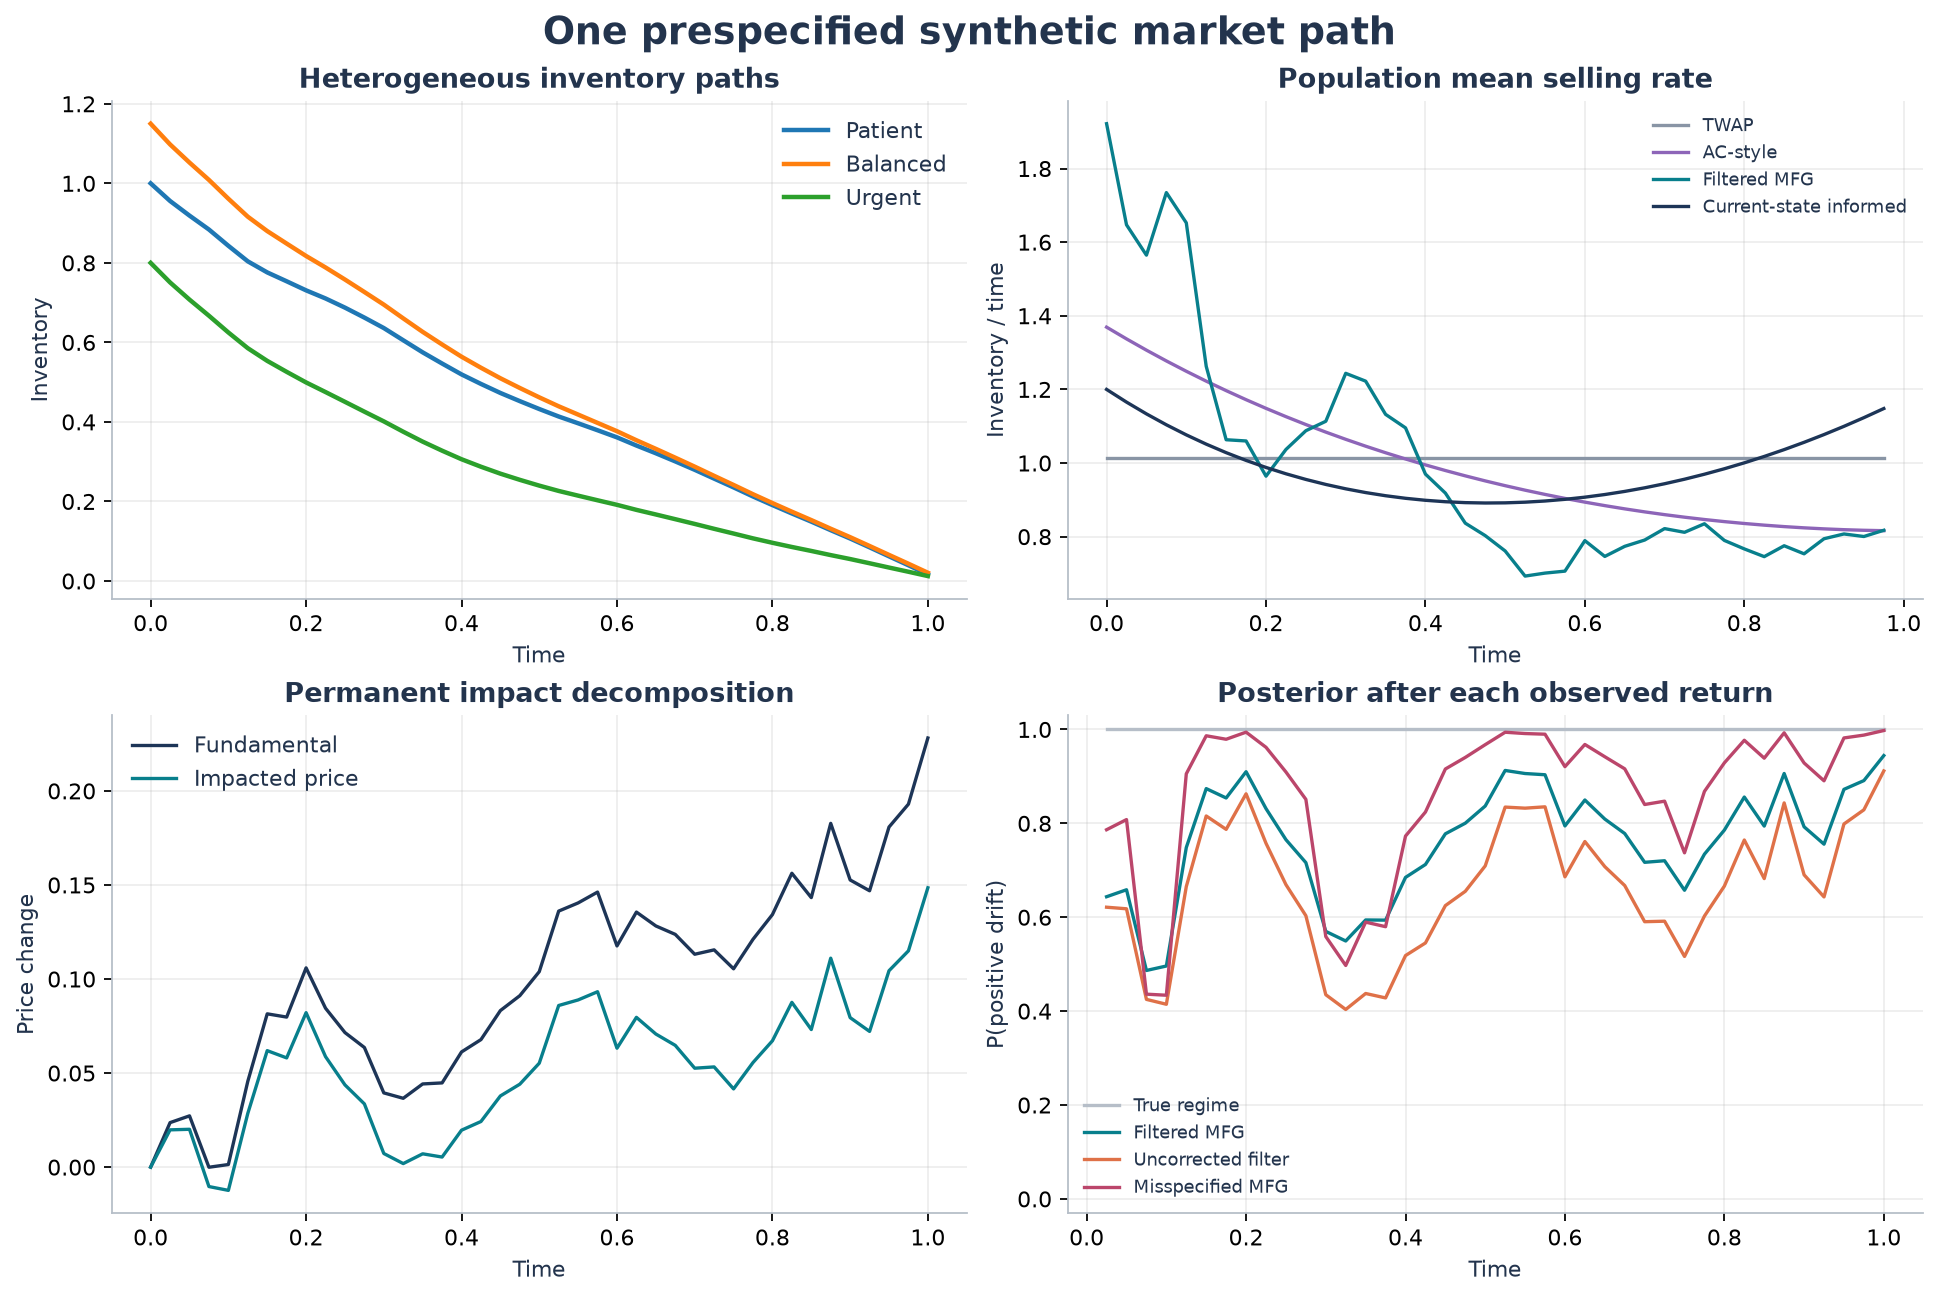 One prespecified synthetic market path
Heterogeneous inventory paths
Inventory
1.2
1.0
0.8
0.6
0.4
0.2
0.0
Patient
Balanced
Urgent
0.0 0.2 0.4 0.6 0.8 1.0
Time
Population mean selling rate
Inventory / time
1.8
1.6
1.4
1.2
1.0
0.8
TWAP
AC-style
Filtered MFG
Current-state informed
0.0 0.2 0.4 0.6 0.8 1.0
Time
Permanent impact decomposition
Price change
0.20
0.15
0.10
0.05
0.00
Fundamental
Impacted price
0.0 0.2 0.4 0.6 0.8 1.0
Time
Posterior after each observed return
P(positive drift)
1.0
0.8
0.6
0.4
0.2
0.0
True regime
Filtered MFG
Uncorrected filter
Misspecified MFG
0.0 0.2 0.4 0.6 0.8 1.0
Time